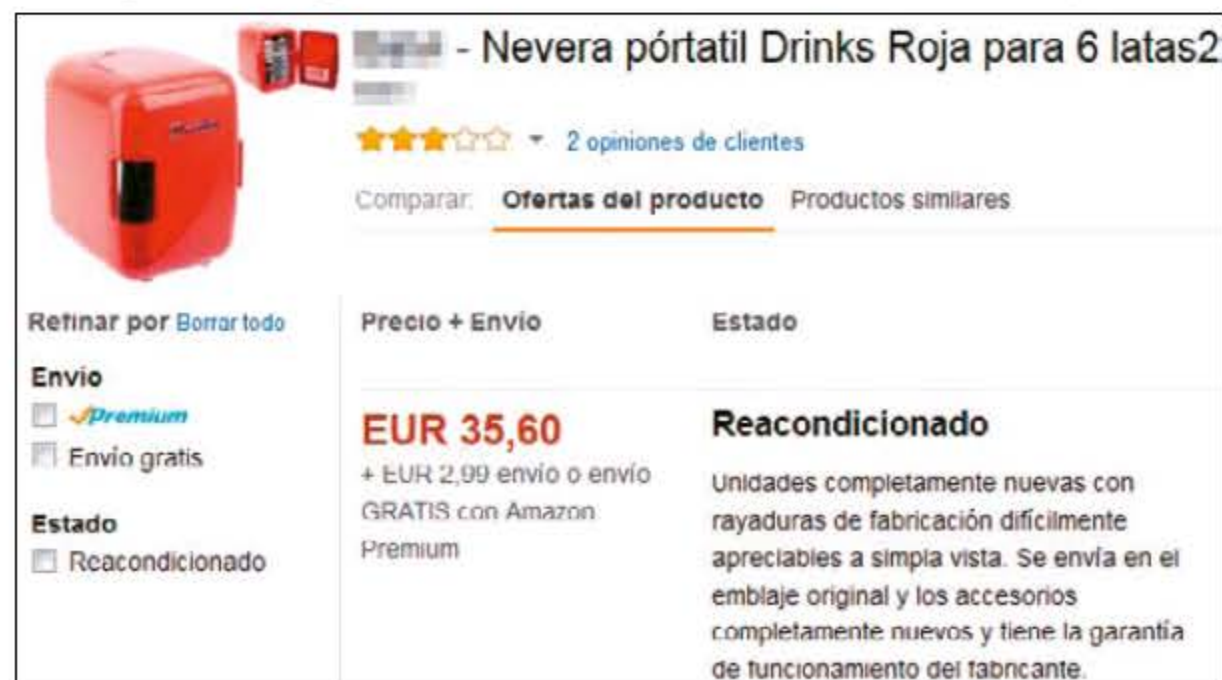 - Nevera pórtatil Drinks Roja para 6 latas2
2 opiniones de clientes
Comparar: Ofertas del producto Productos similares
Refinar por Borrar todo
Precio + Envío
Estado
Envío
Premium
Envío gratis
Estado
Reacondicionado
EUR 35,60
+ EUR 2,99 envío o envío
GRATIS con Amazon
Premium
Reacondicionado
Unidades completamente nuevas con
rayaduras de fabricación difícilmente
apreciables a simpla vista. Se envía en el
emblaje original y los accesorios
completamente nuevos y tiene la garantía
de funcionamiento del fabricante.